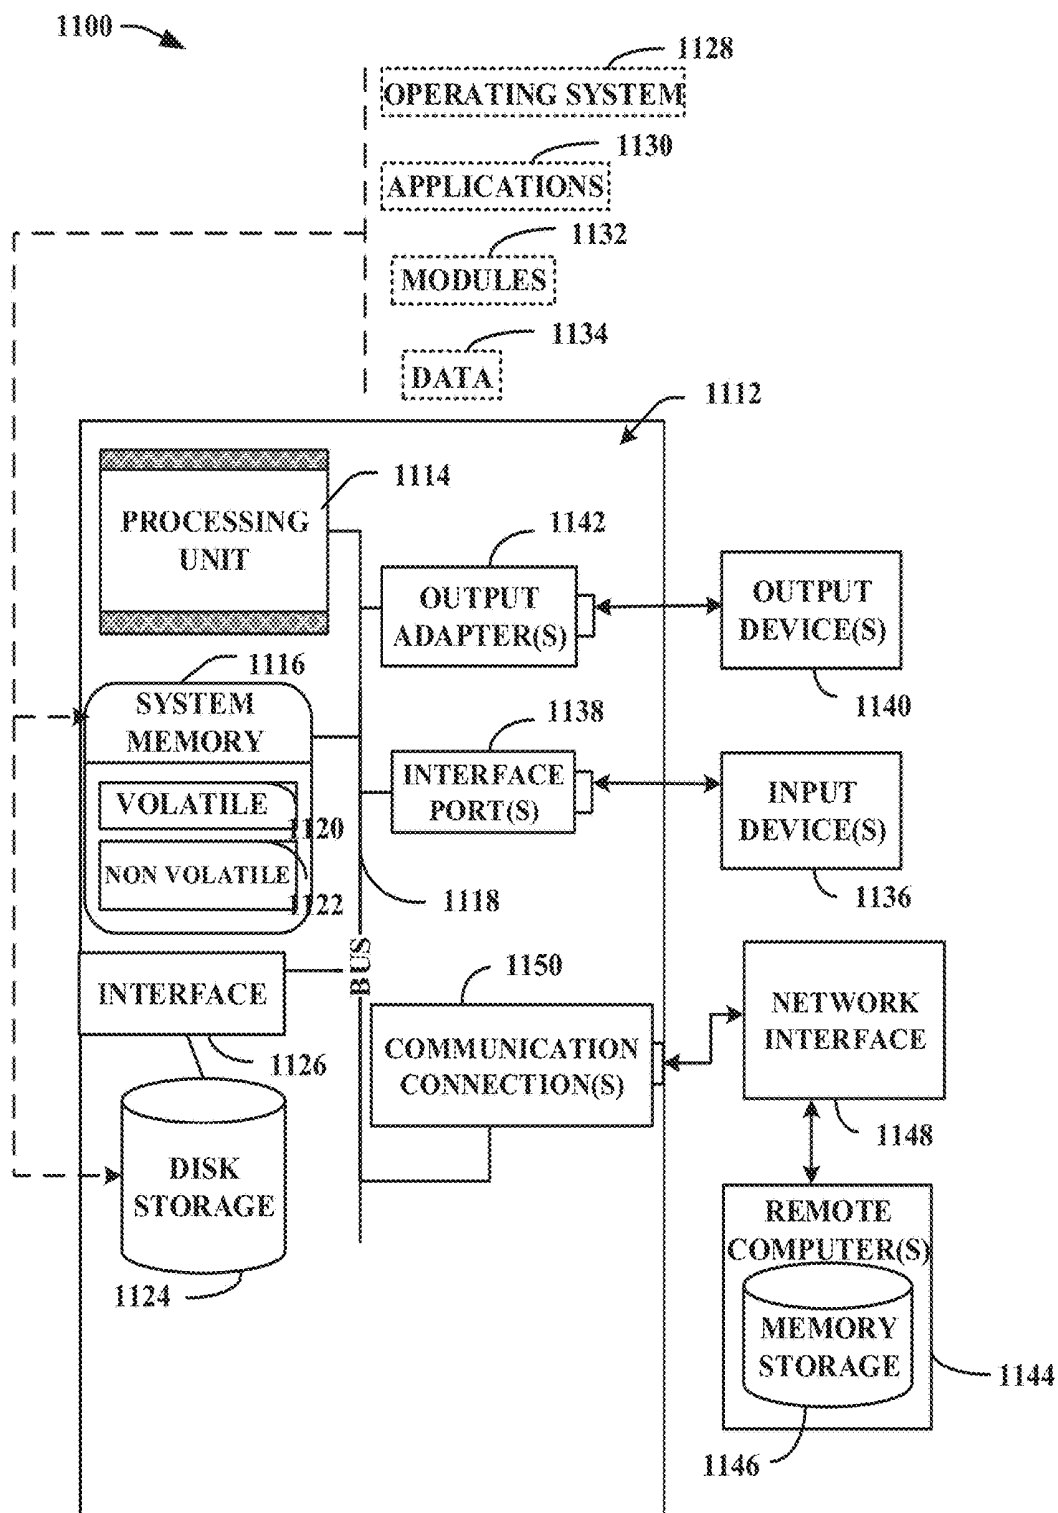 1100
1128
OPERATING SYSTEM
1130
APPLICATIONS
1132
MODULES
1134
DATA
1112
1114
PROCESSING
UNIT
1142
OUTPUT
ADAPTER(S)
OUTPUT
DEVICE(S)
1140
1116
SYSTEM
MEMORY
1138
INTERFACE
PORT(S)
INPUT
DEVICE(S)
1136
VOLATILE
1120
NON VOLATILE
1122
1118
BUS
INTERFACE
1126
1150
COMMUNICATION
CONNECTION(S)
NETWORK
INTERFACE
1148
DISK
STORAGE
1124
REMOTE
COMPUTER(S)
MEMORY
STORAGE
1144
1146